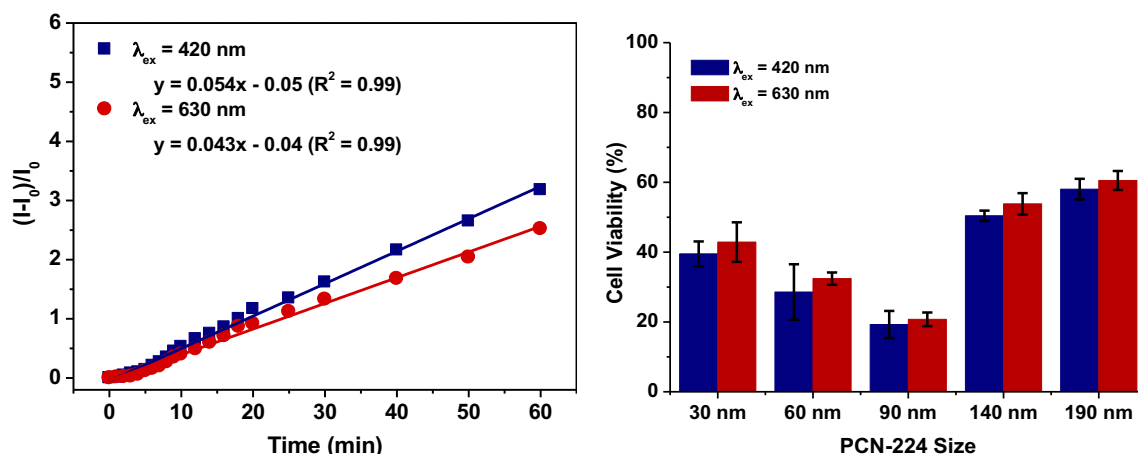 6
5
4
3
2
1
0
(I-I₀)/I₀
λex = 420 nm
y = 0.054x - 0.05 (R² = 0.99)
λex = 630 nm
y = 0.043x - 0.04 (R² = 0.99)
0 10 20 30 40 50 60
Time (min)
100
80
60
40
20
0
Cell Viability (%)
λex = 420 nm
λex = 630 nm
30 nm 60 nm 90 nm 140 nm 190 nm
PCN-224 Size